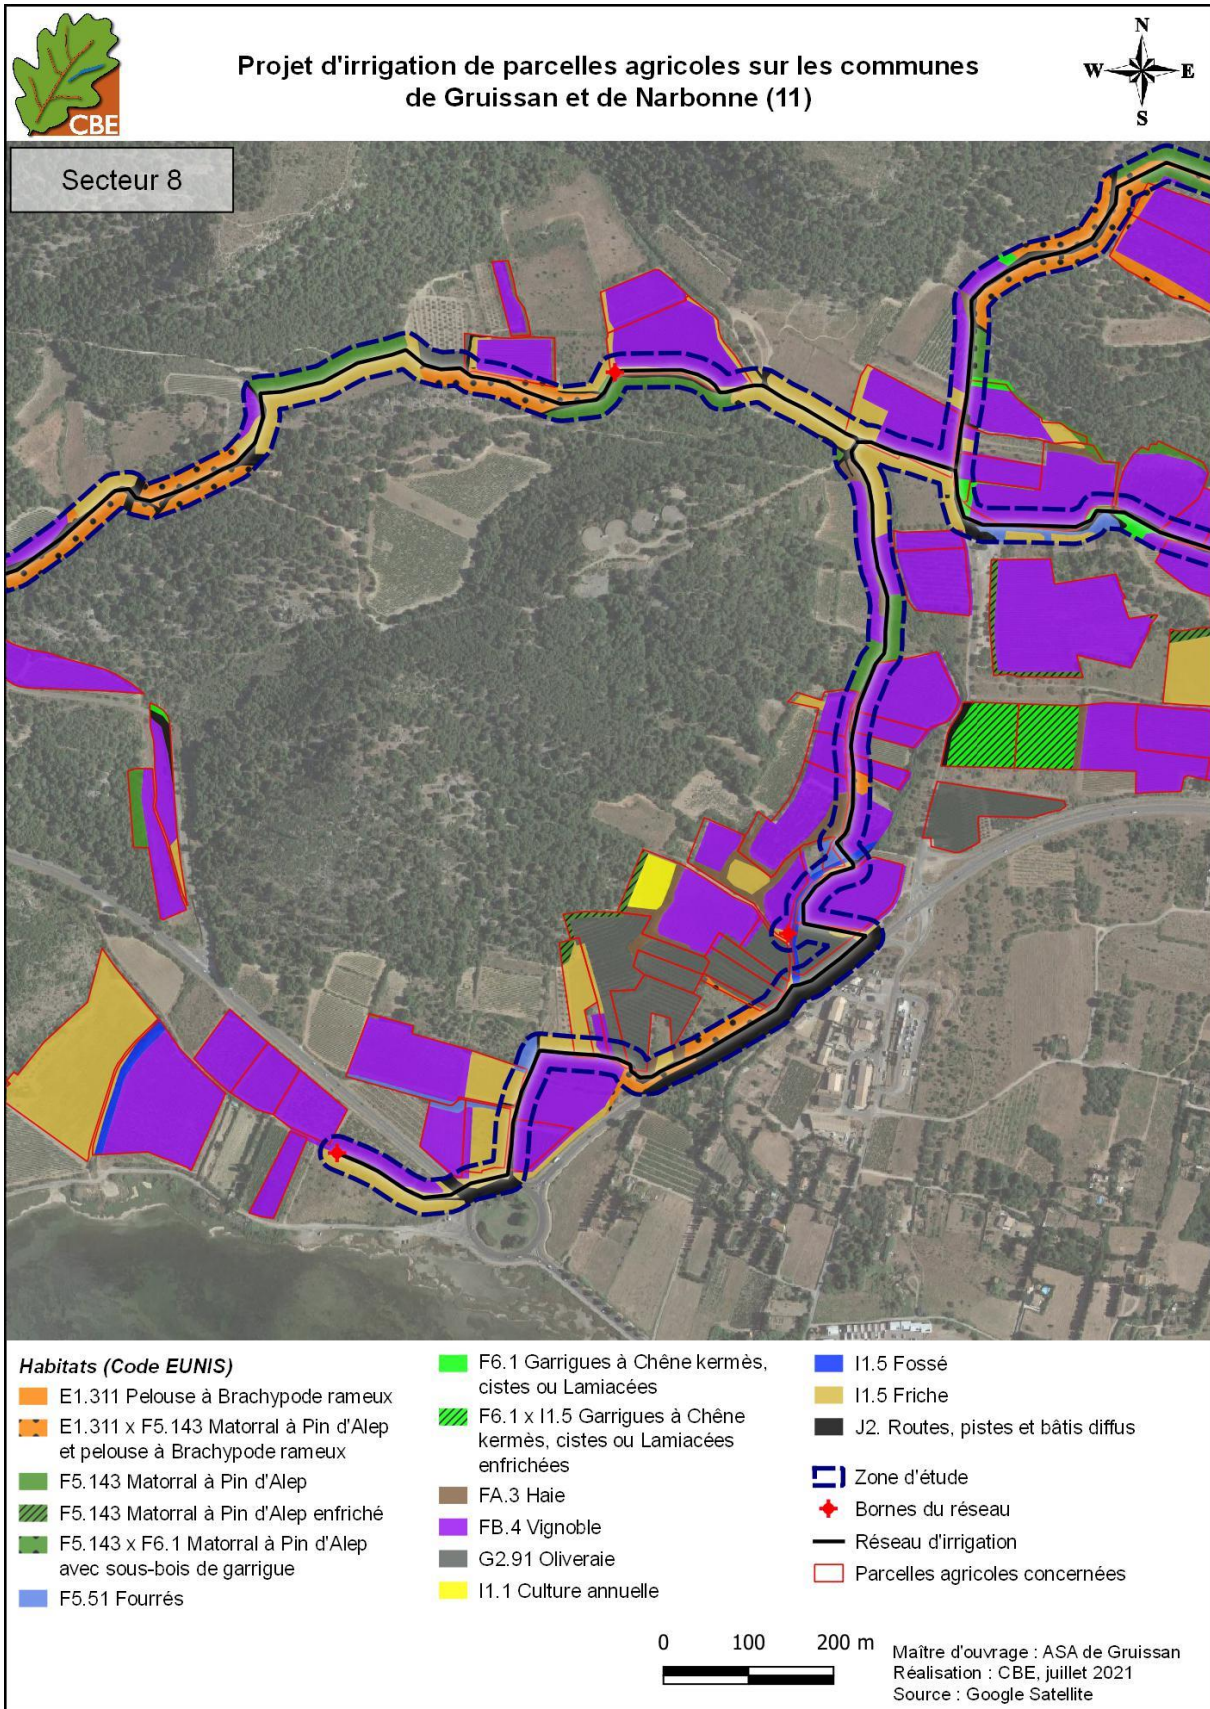 Projet d'irrigation de parcelles agricoles sur les communes
de Gruissan et de Narbonne (11)
CBE
N
W
E
S
Secteur 8
Habitats (Code EUNIS)
E1.311 Pelouse à Brachypode rameux
E1.311 x F5.143 Matorral à Pin d'Alep
et pelouse à Brachypode rameux
F5.143 Matorral à Pin d'Alep
F5.143 Matorral à Pin d'Alep enfriché
F5.143 x F6.1 Matorral à Pin d'Alep
avec sous-bois de garrigue
F5.51 Fourrés
F6.1 Garrigues à Chêne kermès,
cistes ou Lamiacées
F6.1 x I1.5 Garrigues à Chêne
kermès, cistes ou Lamiacées
enfrichées
FA.3 Haie
FB.4 Vignoble
G2.91 Oliveraie
I1.1 Culture annuelle
I1.5 Fossé
I1.5 Friche
J2. Routes, pistes et bâtis diffus
Zone d'étude
Bornes du réseau
Réseau d'irrigation
Parcelles agricoles concernées
0 100 200 m
Maître d'ouvrage : ASA de Gruissan
Réalisation : CBE, juillet 2021
Source : Google Satellite